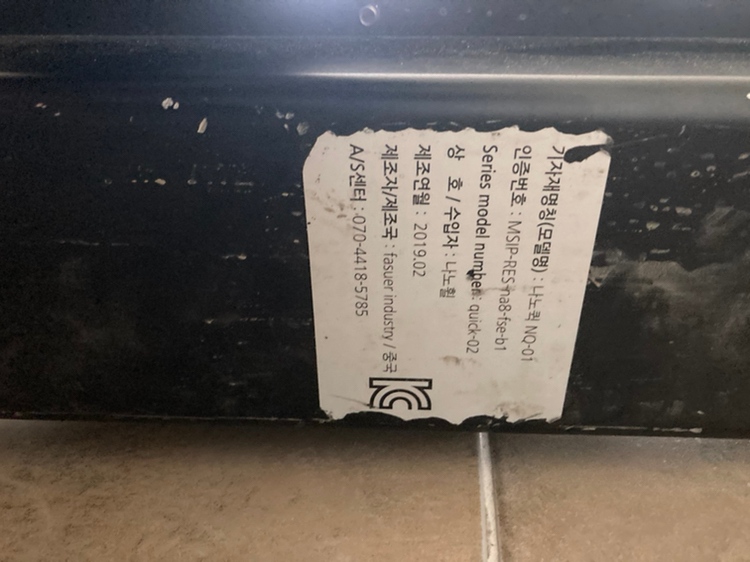 기자재명칭(모델명) : 나노퀵 NQ-01
인증번호 : MSIP-RES-na8-fse-b1
Series model number : quick-02
상 호 / 수입자 : 나노휠
제조연월 : 2019.02
제조자/제조국 : fasuer industry / 중국
A/S센터 : 070-4418-5785